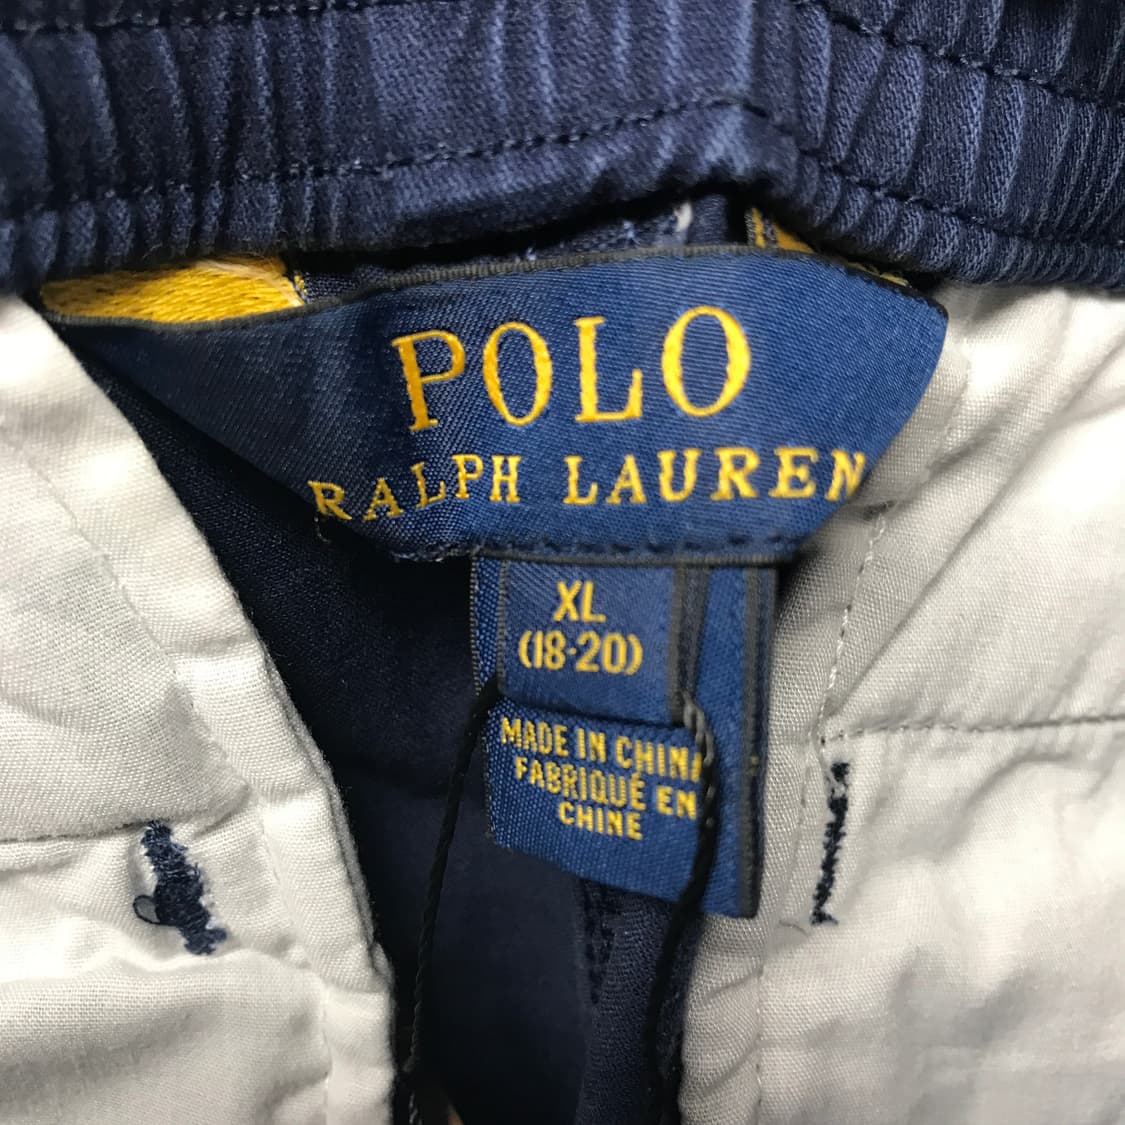 POLO
RALPH LAUREN
XL
(18-20)
MADE IN CHINA
FABRIQUÉ EN
CHINE